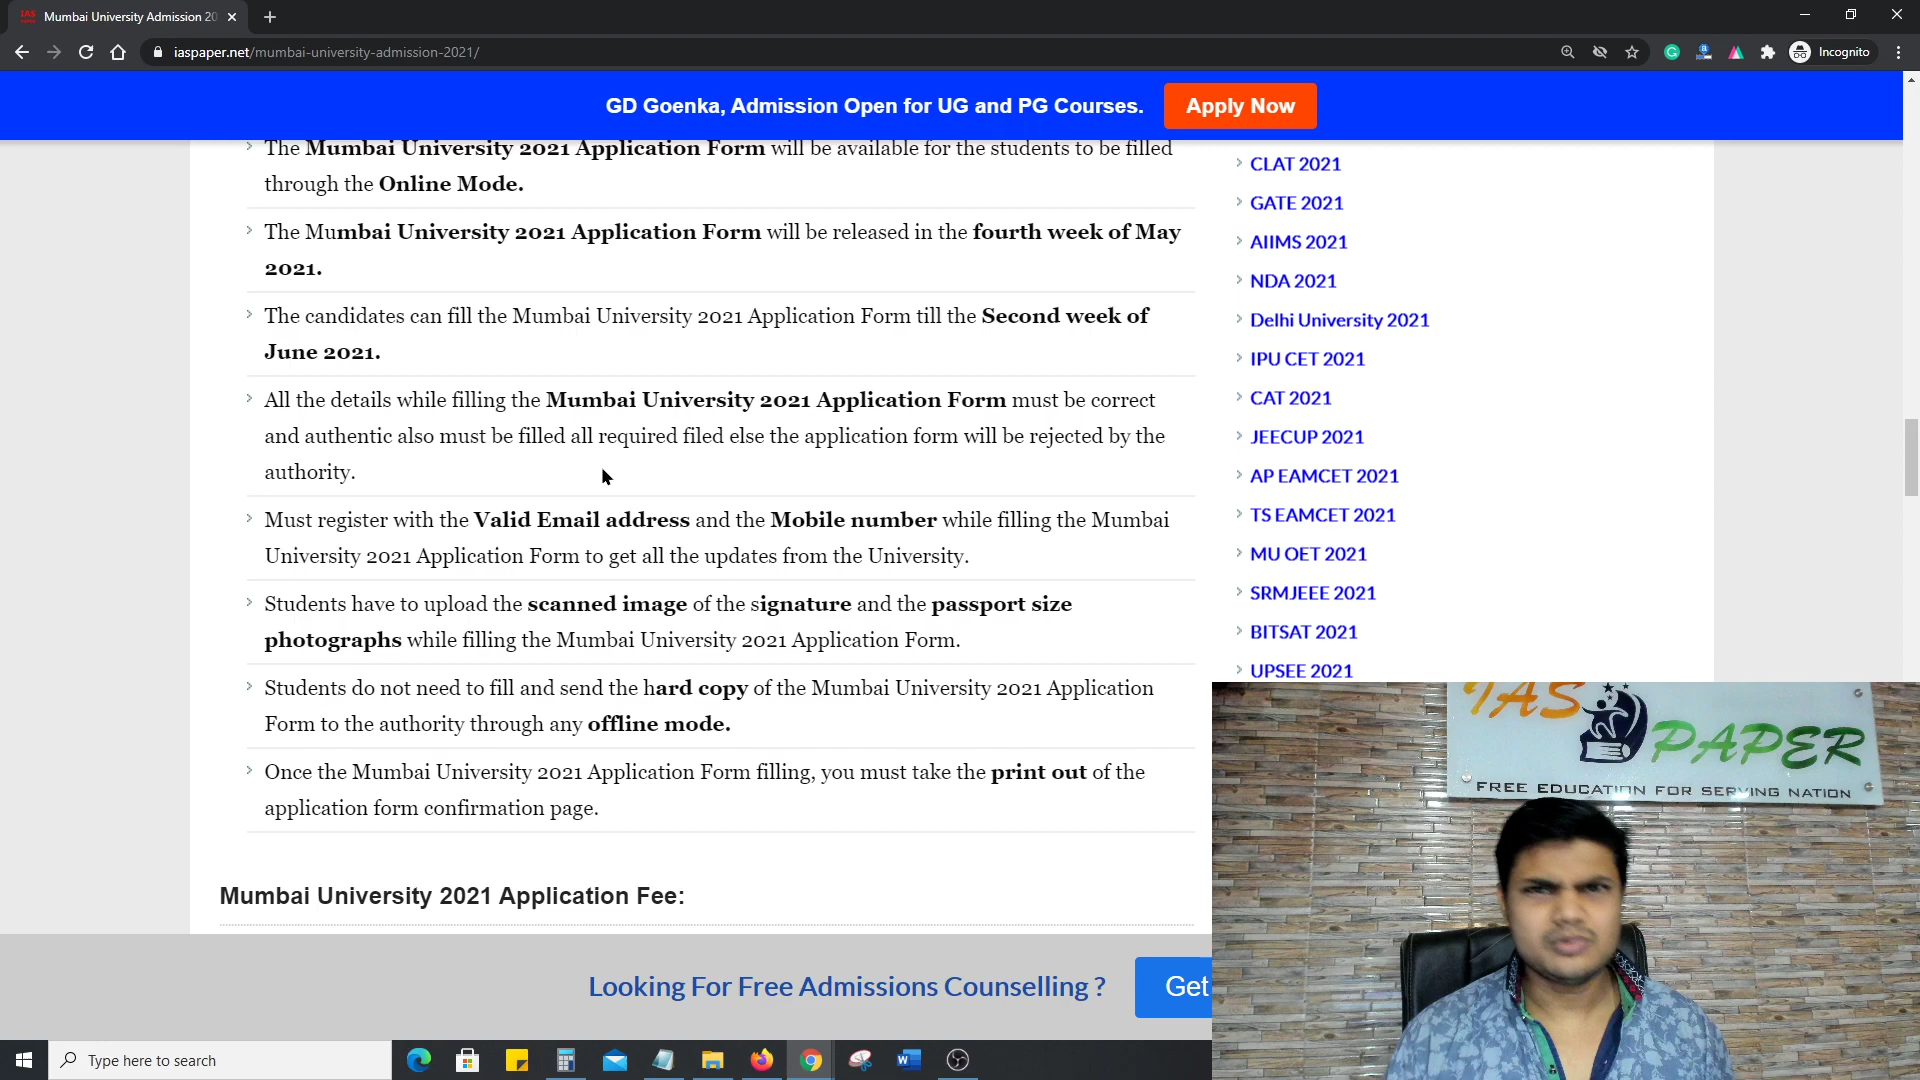 Mumbai University Admission 20
iaspaper.net/mumbai-university-admission-2021/
Incognito
GD Goenka, Admission Open for UG and PG Courses.
Apply Now
The Mumbai University 2021 Application Form will be available for the students to be filled
through the Online Mode.
The Mumbai University 2021 Application Form will be released in the fourth week of May
2021.
The candidates can fill the Mumbai University 2021 Application Form till the Second week of
June 2021.
All the details while filling the Mumbai University 2021 Application Form must be correct
and authentic also must be filled all required filed else the application form will be rejected by the
authority.
Must register with the Valid Email address and the Mobile number while filling the Mumbai
University 2021 Application Form to get all the updates from the University.
Students have to upload the scanned image of the signature and the passport size
photographs while filling the Mumbai University 2021 Application Form.
Students do not need to fill and send the hard copy of the Mumbai University 2021 Application
Form to the authority through any offline mode.
Once the Mumbai University 2021 Application Form filling, you must take the print out of the
application form confirmation page.
Mumbai University 2021 Application Fee:
CLAT 2021
GATE 2021
AIIMS 2021
NDA 2021
Delhi University 2021
IPU CET 2021
CAT 2021
JEECUP 2021
AP EAMCET 2021
TS EAMCET 2021
MU OET 2021
SRMJEEE 2021
BITSAT 2021
UPSEE 2021
IAS
PAPER
FREE EDUCATION FOR SERVING NATION
Looking For Free Admissions Counselling ?
Get
Type here to search